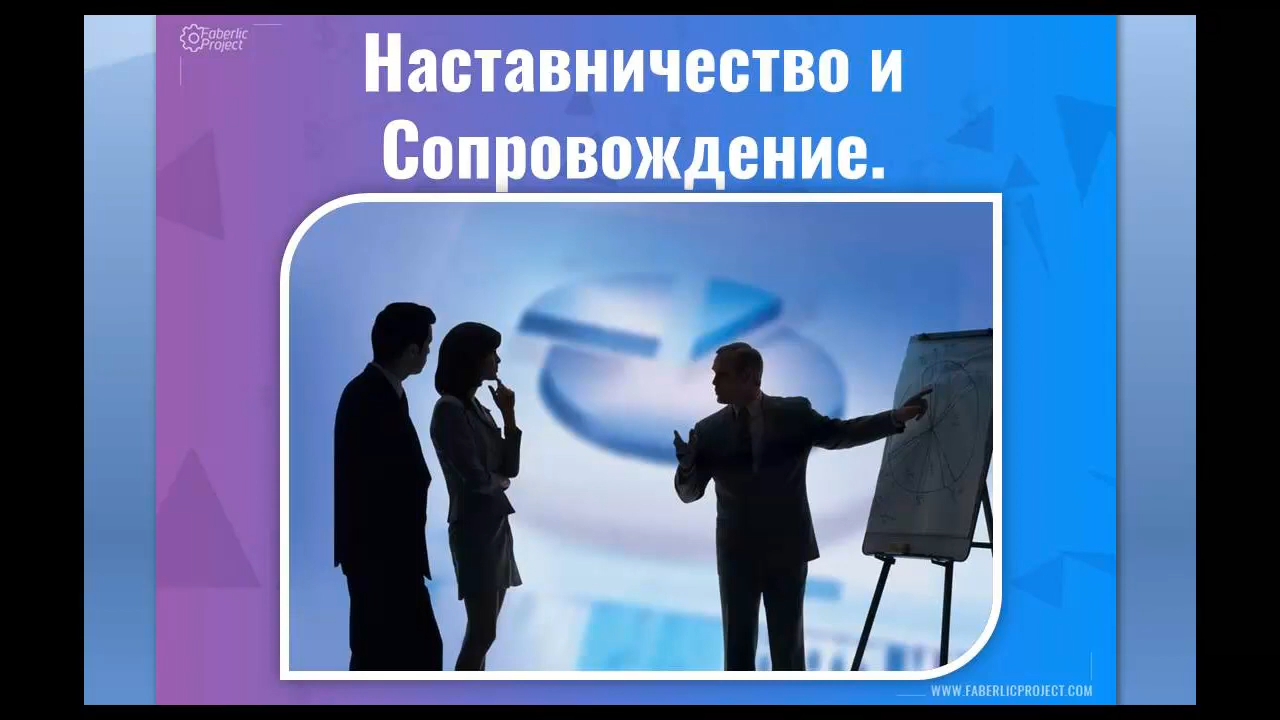 Faberlic
Project
Наставничество и
Сопровождение.
WWW.FABERLICPROJECT.COM